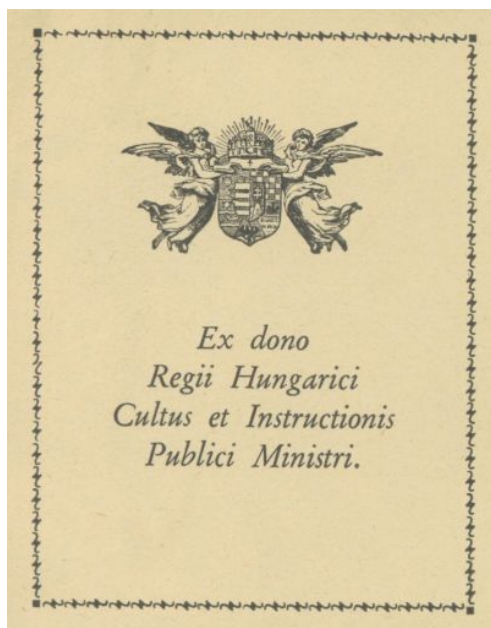 Ex dono
Regii Hungarici
Cultus et Instructionis
Publici Ministri.